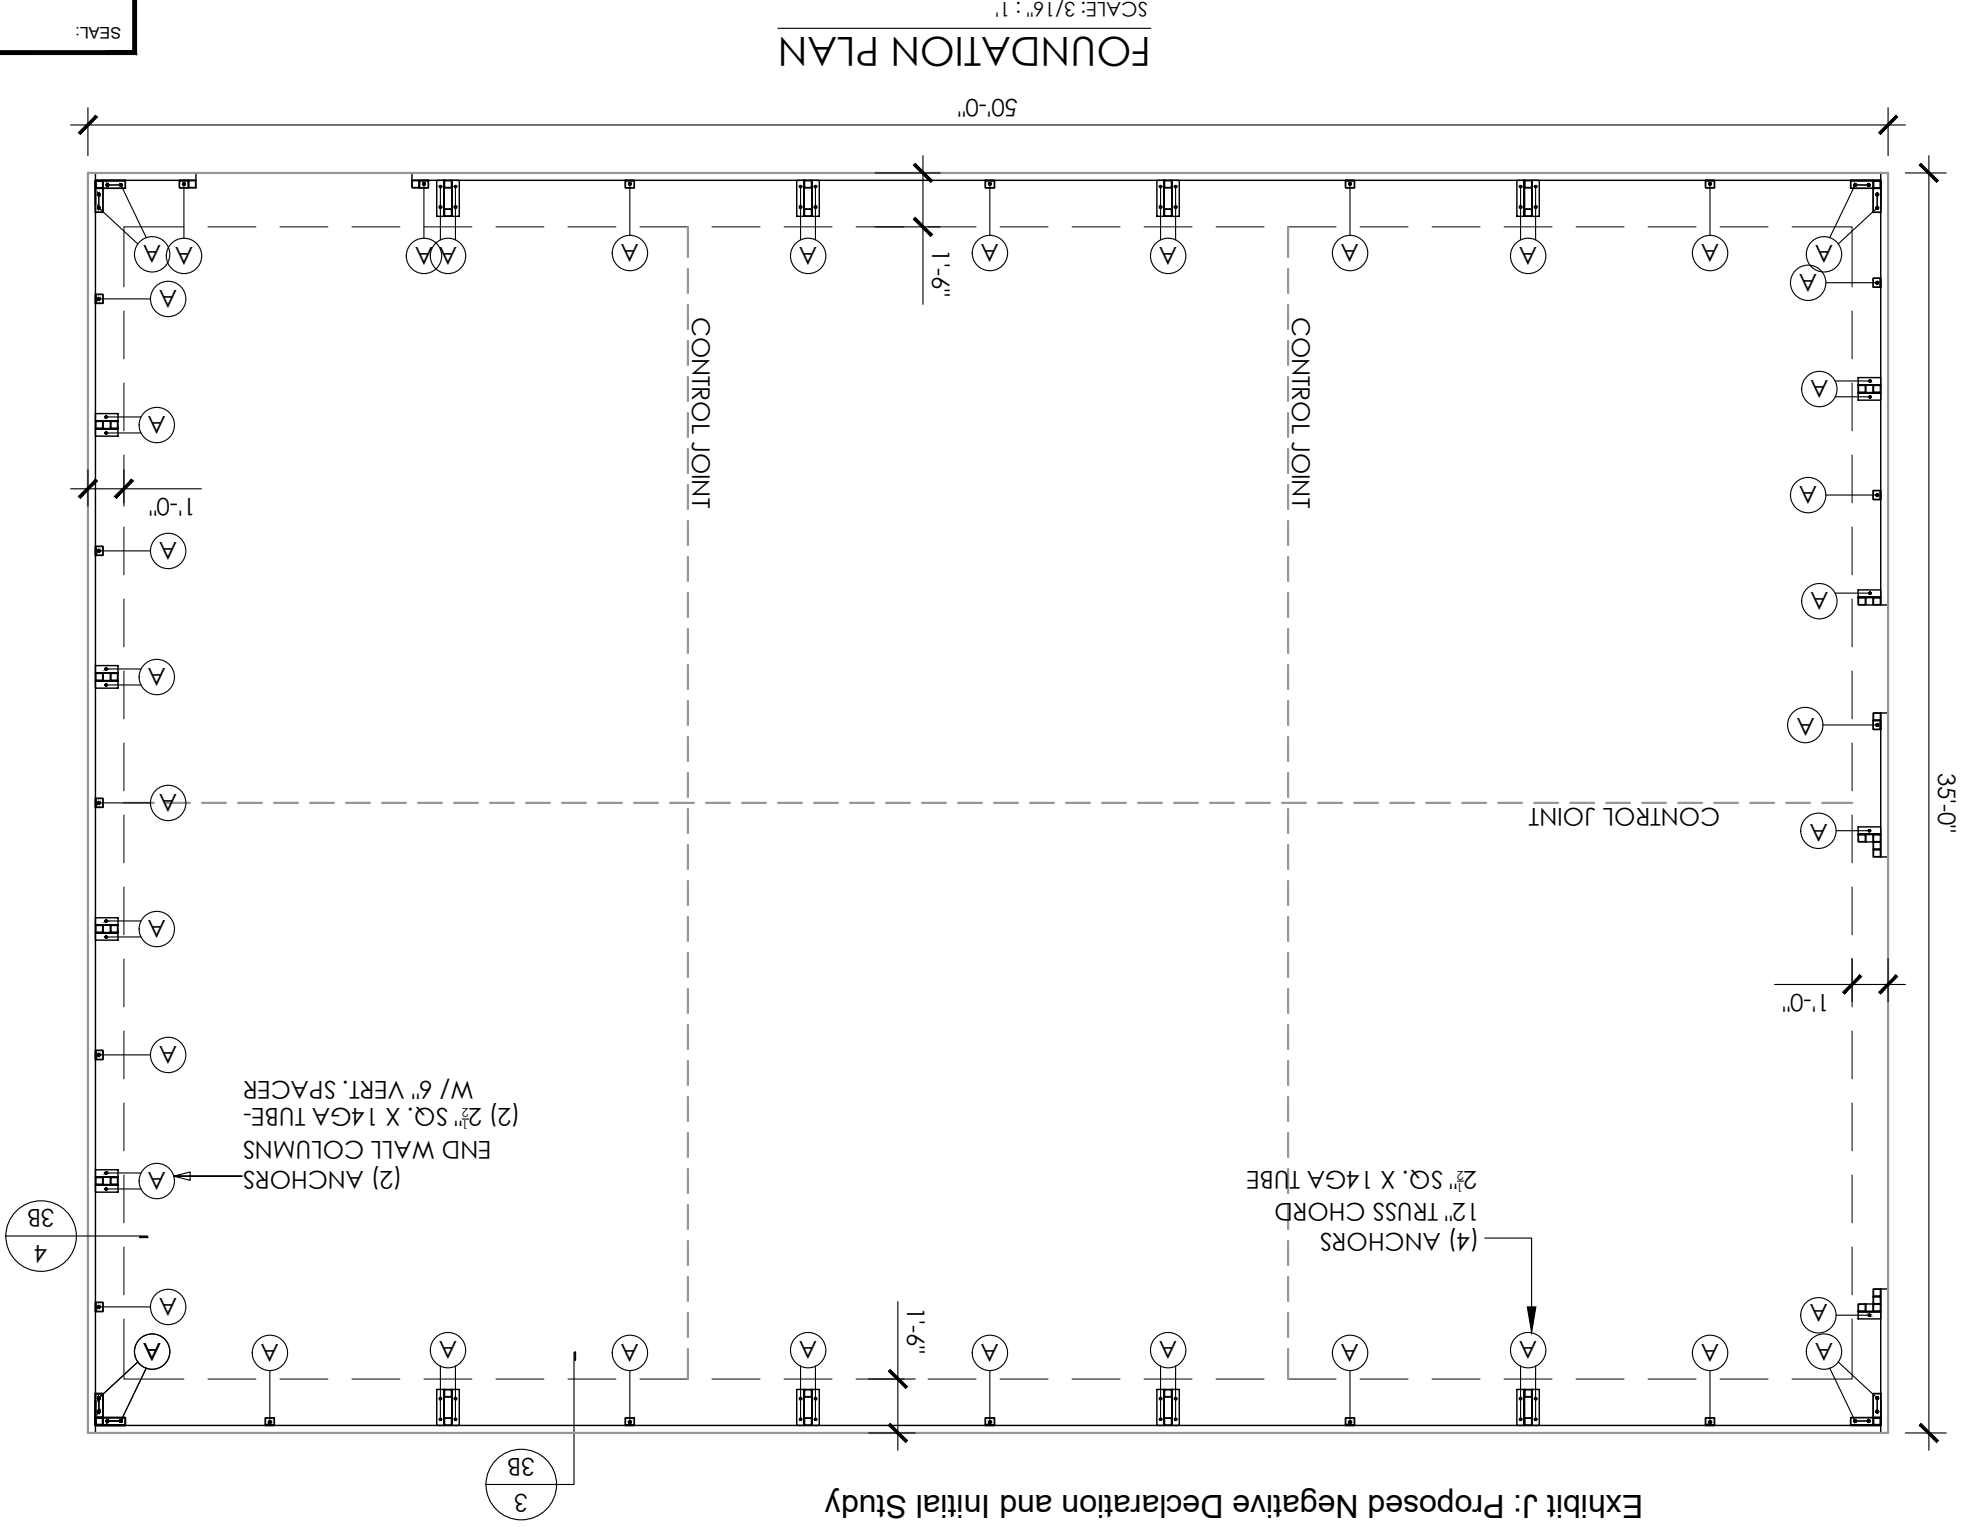 Exhibit J: Proposed Negative Declaration and Initial Study
3
3B
A
A
A
A
A
A
A
A
A
A
A
1'-6"
A
A
4
3B
(4) ANCHORS
12" TRUSS CHORD
2½" SQ. X 14GA TUBE
A
(2) ANCHORS
END WALL COLUMNS
(2) 2½" SQ. X 14GA TUBE-
W/ 6" VERT. SPACER
A
1'-0"
A
A
CONTROL JOINT
A
35'-0"
A
A
A
A
1'-0"
A
A
A
CONTROL JOINT
CONTROL JOINT
A
A
1'-6"
A
A
A
A
A
A
A
A
A
A
A
A
50'-0"
FOUNDATION PLAN
SCALE: 3/16" : 1'
SEAL: